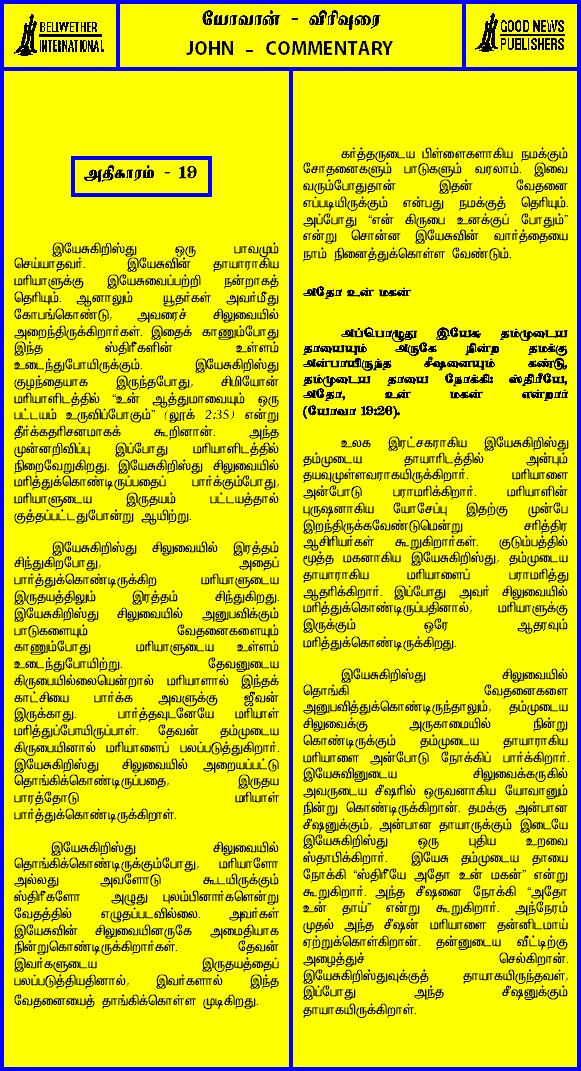 BELLWETHER
INTERNATIONAL
யோவான் - விரிவுரை
JOHN - COMMENTARY
GOOD NEWS
PUBLISHERS
அதிகாரம் - 19
இயேசுகிறிஸ்து ஒரு பாவமும்
செய்யாதவர். இயேசுவின் தாயாராகிய
மரியாளுக்கு இயேசுவைப்பற்றி நன்றாகத்
தெரியும். ஆனாலும் யூதர்கள் அவர்மீது
கோபங்கொண்டு, அவரைச் சிலுவையில்
அறைந்திருக்கிறார்கள். இதைக் காணும்போது
இந்த ஸ்திரீகளின் உள்ளம்
உடைந்துபோயிருக்கும். இயேசுகிறிஸ்து
குழந்தையாக இருந்தபோது, சிமியோன்
மரியாளிடத்தில் “உன் ஆத்துமாவையும் ஒரு
பட்டயம் உருவிப்போகும்” (லூக் 2:35) என்று
தீர்க்கதரிசனமாகக் கூறினான். அந்த
முன்னறிவிப்பு இப்போது மரியாளிடத்தில்
நிறைவேறுகிறது. இயேசுகிறிஸ்து சிலுவையில்
மரித்துக்கொண்டிருப்பதைப் பார்க்கும்போது,
மரியாளுடைய இருதயம் பட்டயத்தால்
குத்தப்பட்டதுபோன்று ஆயிற்று.
இயேசுகிறிஸ்து சிலுவையில் இரத்தம்
சிந்துகிறபோது, அதைப்
பார்த்துக்கொண்டிருக்கிற மரியாளுடைய
இருதயத்திலும் இரத்தம் சிந்துகிறது.
இயேசுகிறிஸ்து சிலுவையில் அனுபவிக்கும்
பாடுகளையும் வேதனைகளையும்
காணும்போது மரியாளுடைய உள்ளம்
உடைந்துபோயிற்று. தேவனுடைய
கிருபையில்லையென்றால் மரியாளால் இந்தக்
காட்சியை பார்க்க அவளுக்கு ஜீவன்
இருக்காது. பார்த்தவுடனேயே மரியாள்
மரித்துப்போயிருப்பாள். தேவன் தம்முடைய
கிருபையினால் மரியாளைப் பலப்படுத்துகிறார்.
இயேசுகிறிஸ்து சிலுவையில் அறையப்பட்டு
தொங்கிக்கொண்டிருப்பதை, இருதய
பாரத்தோடு மரியாள்
பார்த்துக்கொண்டிருக்கிறாள்.
இயேசுகிறிஸ்து சிலுவையில்
தொங்கிக்கொண்டிருக்கும்போது, மரியாளோ
அல்லது அவளோடு கூடயிருக்கும்
ஸ்திரீகளோ அழுது புலம்பினார்களென்று
வேதத்தில் எழுதப்படவில்லை. அவர்கள்
இயேசுவின் சிலுவையினருகே அமைதியாக
நின்றுகொண்டிருக்கிறார்கள். தேவன்
இவர்களுடைய இருதயத்தைப்
பலப்படுத்தியதினால், இவர்களால் இந்த
வேதனையைத் தாங்கிக்கொள்ள முடிகிறது.
கர்த்தருடைய பிள்ளைகளாகிய நமக்கும்
சோதனைகளும் பாடுகளும் வரலாம். இவை
வரும்போதுதான் இதன் வேதனை
எப்படியிருக்கும் என்பது நமக்குத் தெரியும்.
அப்போது “என் கிருபை உனக்குப் போதும்”
என்று சொன்ன இயேசுவின் வார்த்தையை
நாம் நினைத்துக்கொள்ள வேண்டும்.
அதோ உன் மகன்
அப்பொழுது இயேசு தம்முடைய
தாயையும் அருகே நின்ற தமக்கு
அன்பாயிருந்த சீஷனையும் கண்டு,
தம்முடைய தாயை நோக்கி: ஸ்திரீயே,
அதோ, உன் மகன் என்றார்
(யோவா 19:26).
உலக இரட்சகராகிய இயேசுகிறிஸ்து
தம்முடைய தாயாரிடத்தில் அன்பும்
தயவுமுள்ளவராகயிருக்கிறார். மரியாளை
அன்போடு பராமரிக்கிறார். மரியாளின்
புருஷனாகிய யோசேப்பு இதற்கு முன்பே
இறந்திருக்கவேண்டுமென்று சரித்திர
ஆசிரியர்கள் கூறுகிறார்கள். குடும்பத்தில்
மூத்த மகனாகிய இயேசுகிறிஸ்து, தம்முடைய
தாயாராகிய மரியாளைப் பராமரித்து
ஆதரிக்கிறார். இப்போது அவர் சிலுவையில்
மரித்துக்கொண்டிருப்பதினால், மரியாளுக்கு
இருக்கும் ஒரே ஆதரவும்
மரித்துக்கொண்டிருக்கிறது.
இயேசுகிறிஸ்து சிலுவையில்
தொங்கி வேதனைகளை
அனுபவித்துக்கொண்டிருந்தாலும், தம்முடைய
சிலுவைக்கு அருகாமையில் நின்று
கொண்டிருக்கும் தம்முடைய தாயாராகிய
மரியாளை அன்போடு நோக்கிப் பார்க்கிறார்.
இயேசுவினுடைய சிலுவைக்கருகில்
அவருடைய சீஷரில் ஒருவனாகிய யோவானும்
நின்று கொண்டிருக்கிறான். தமக்கு அன்பான
சீஷனுக்கும், அன்பான தாயாருக்கும் இடையே
இயேசுகிறிஸ்து ஒரு புதிய உறவை
ஸ்தாபிக்கிறார். இயேசு தம்முடைய தாயை
நோக்கி “ஸ்திரீயே அதோ உன் மகன்” என்று
கூறுகிறார். அந்த சீஷனை நோக்கி “அதோ
உன் தாய்” என்று கூறுகிறார். அந்நேரம்
முதல் அந்த சீஷன் மரியாளை தன்னிடமாய்
ஏற்றுக்கொள்கிறான். தன்னுடைய வீட்டிற்கு
அழைத்துச் செல்கிறான்.
இயேசுகிறிஸ்துவுக்குத் தாயாகயிருந்தவள்,
இப்போது அந்த சீஷனுக்கும்
தாயாகயிருக்கிறாள்.